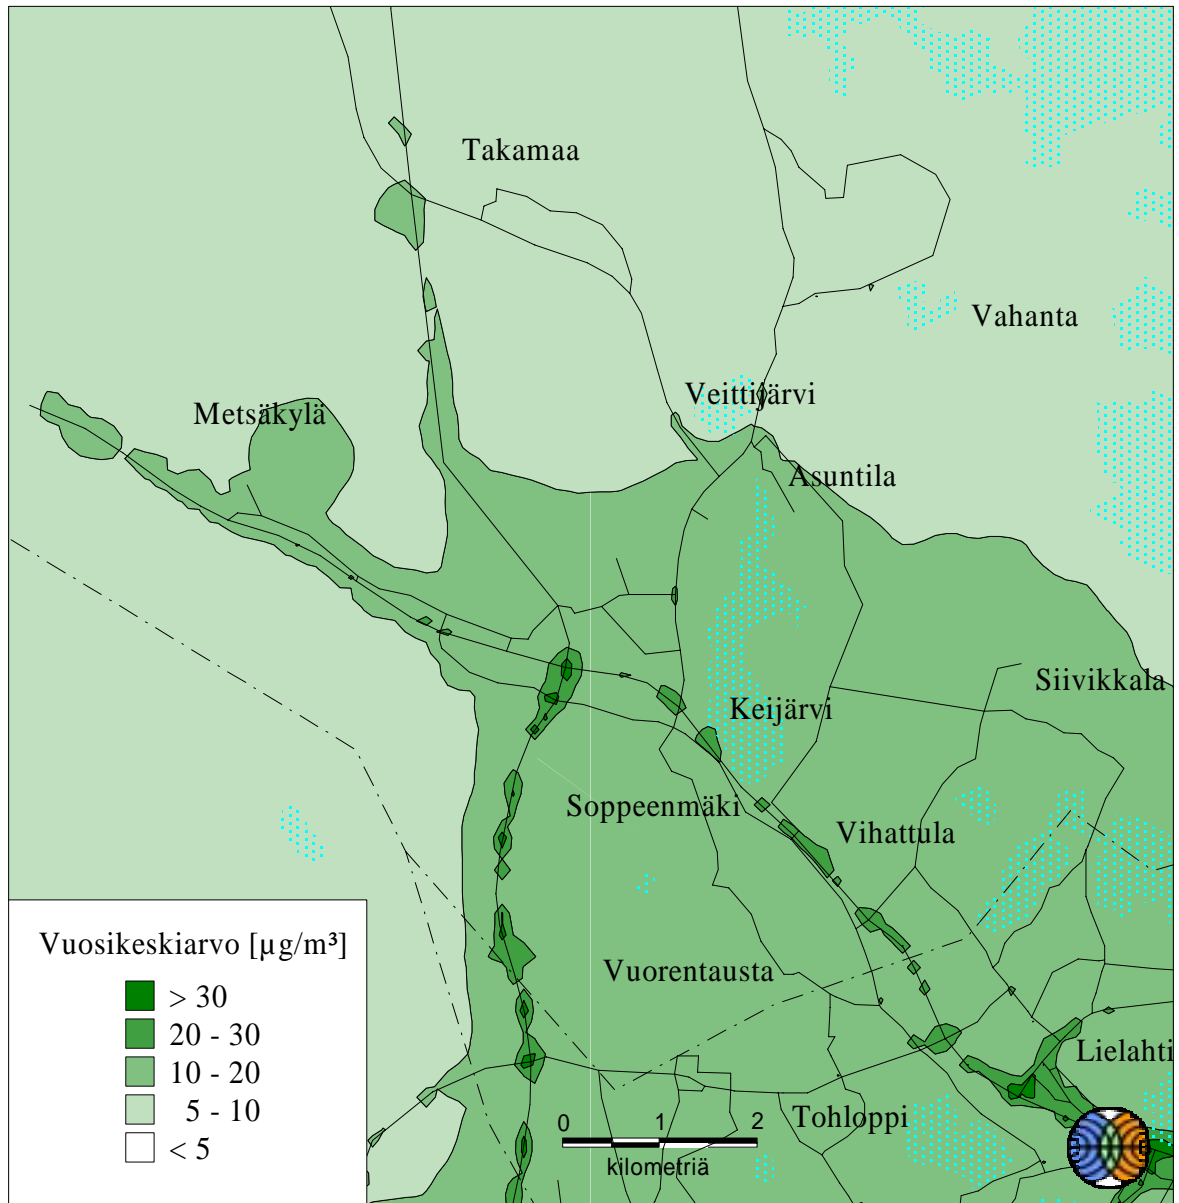 Takamaa
Vahanta
Veittijärvi
Metsäkylä
Asuntila
Siivikkala
Keijärvi
Soppeenmäki
Vihattula
Vuorentausta
Lielahti
Tohloppi
Vuosikeskiarvo [µg/m³]
> 30
20 - 30
10 - 20
5 - 10
< 5
0 1 2
kilometriä